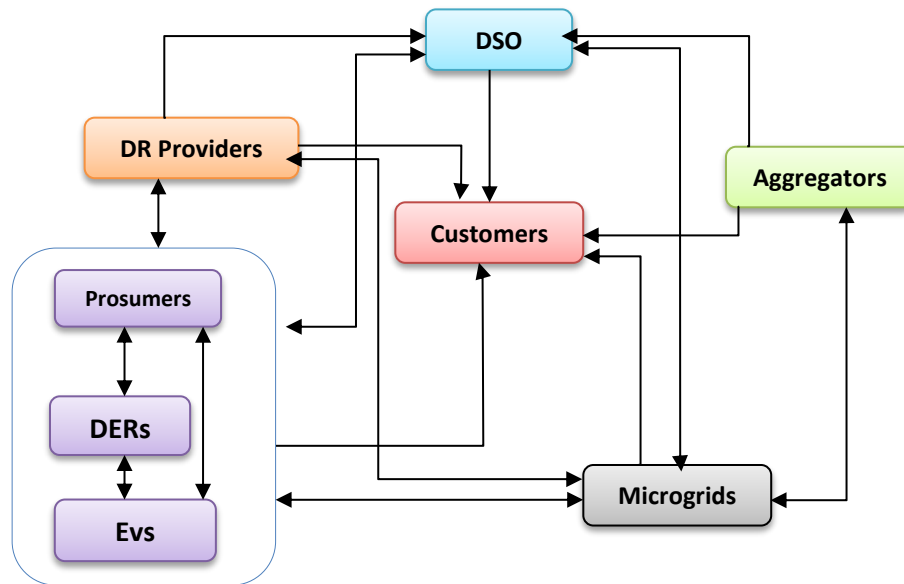 DSO
DR Providers
Aggregators
Customers
Prosumers
DERs
Microgrids
Evs